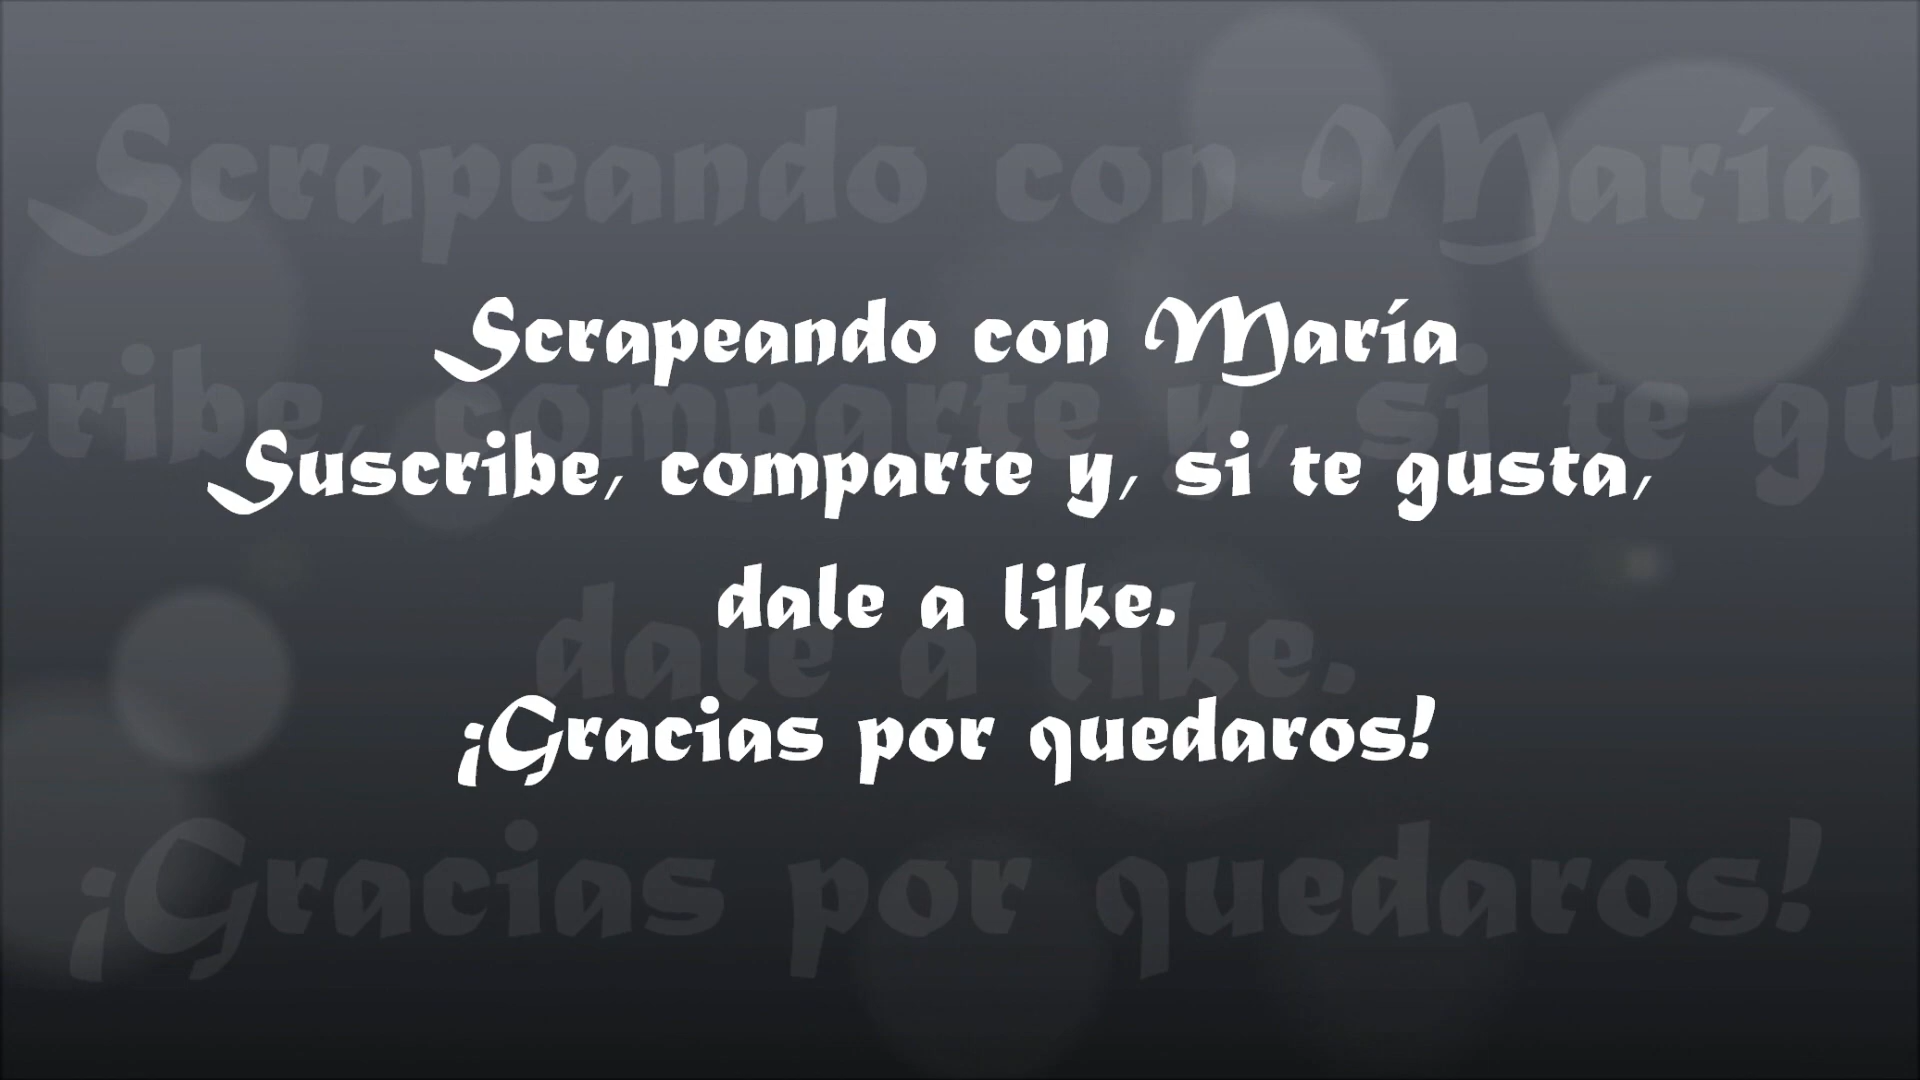 Scrapeando con María
Suscribe, comparte y, si te gusta,
dale a like.
¡Gracias por quedaros!